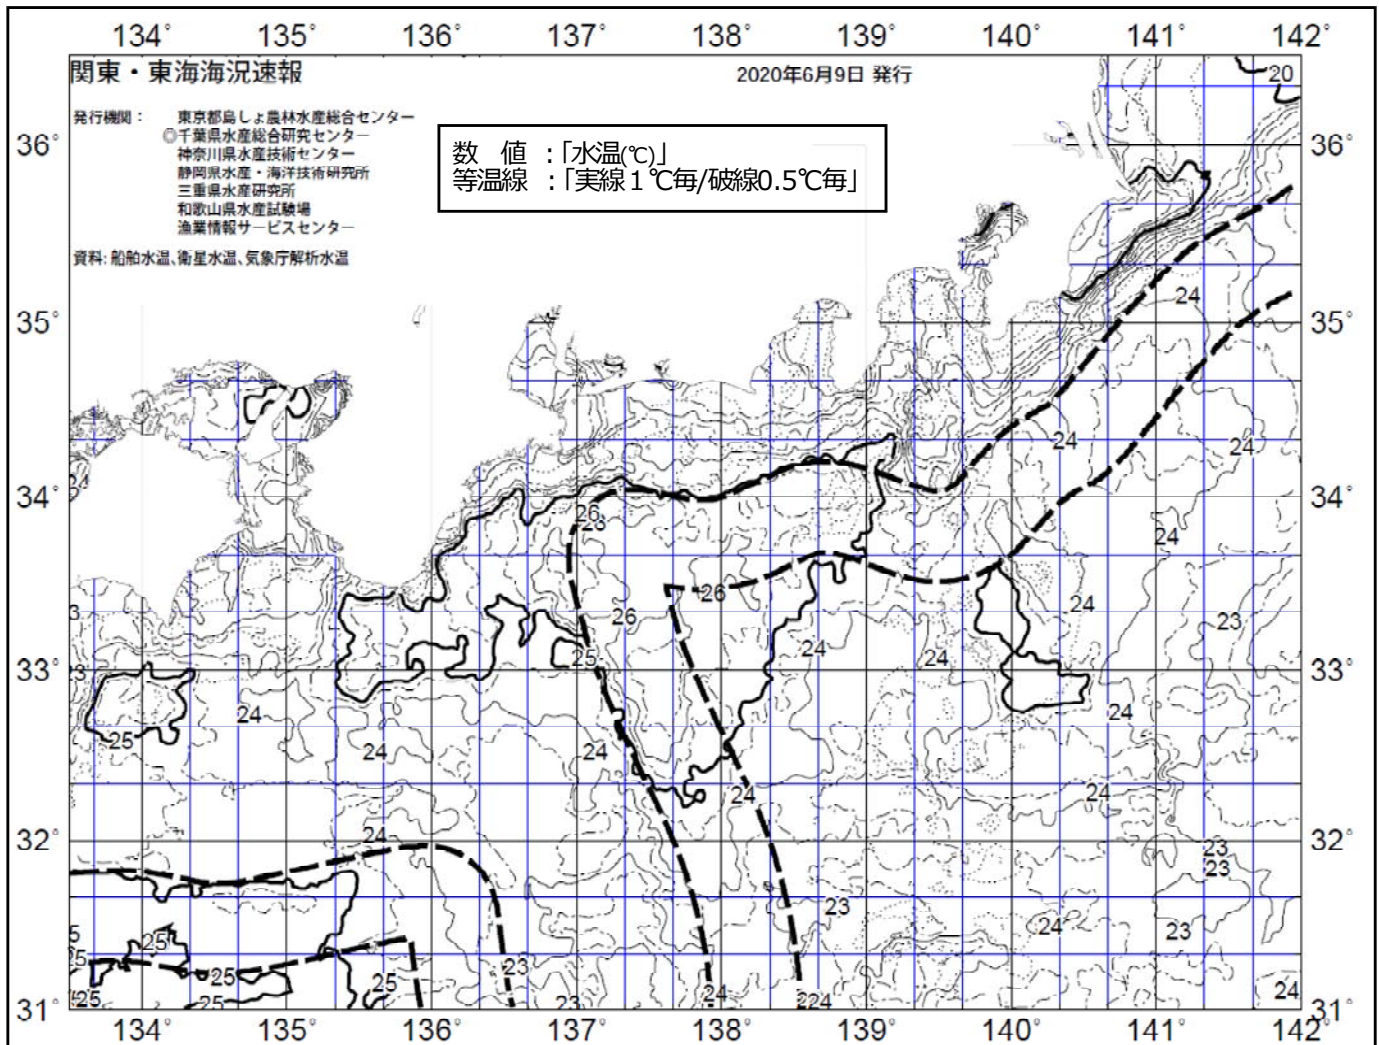 134° 135° 136° 137° 138° 139° 140° 141° 142°
関東・東海海況速報
2020年6月9日 発行
20
発行機関： 東京都島しょ農林水産総合センター
◎千葉県水産総合研究センター
神奈川県水産技術センター
静岡県水産・海洋技術研究所
三重県水産研究所
和歌山県水産試験場
漁業情報サービスセンター
資料: 船舶水温、衛星水温、気象庁解析水温
数 値 ：「水温(℃)」
等温線 ：「実線１℃毎/破線0.5℃毎」
36° 36°
24
35° 35°
24 24
24
34° 34°
26
26
24
26 24
26 23
24
25 24
33° 33°
24 24
25
24 24
24 24
32° 32°
24 23
23
23
24 23
25
25 23
25
24
31° 25 25 23 24 24 31°
134° 135° 136° 137° 138° 139° 140° 141° 142°